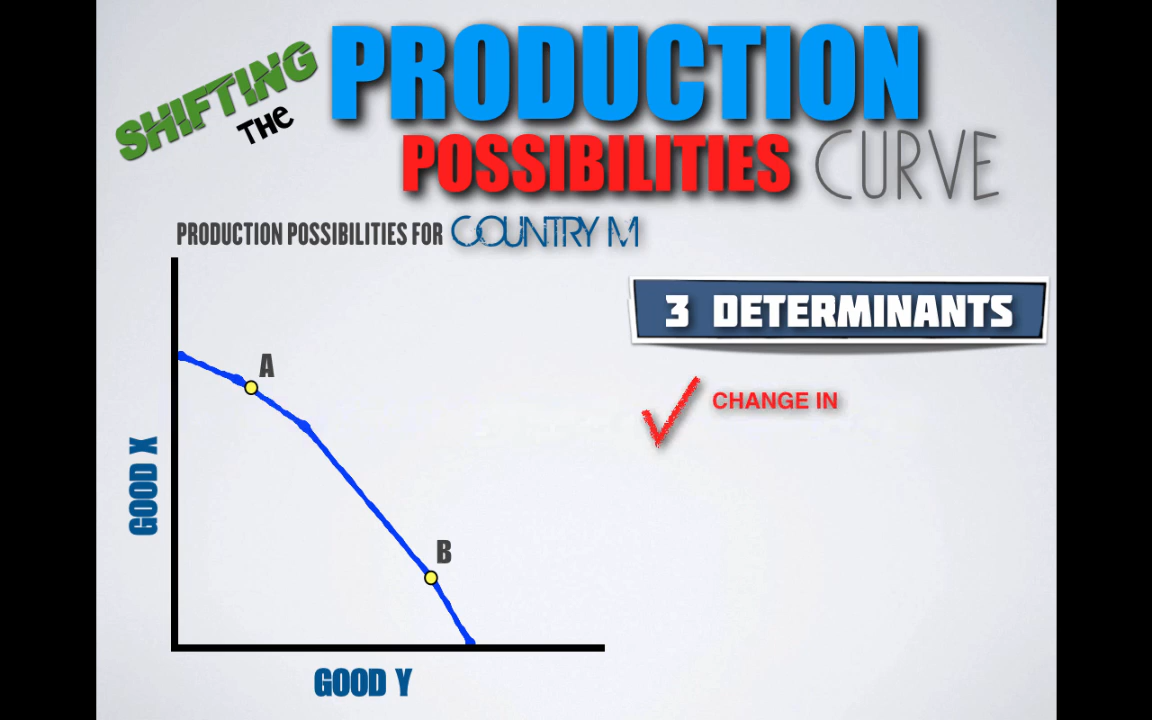 SHIFTING
THE
PRODUCTION
POSSIBILITIES CURVE
PRODUCTION POSSIBILITIES FOR COUNTRY M
3 DETERMINANTS
A
CHANGE IN
GOOD X
B
GOOD Y